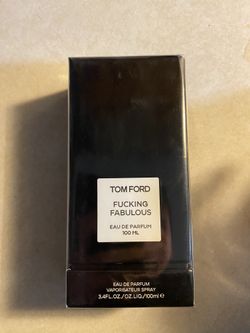 TOM FORD
FUCKING
FABULOUS
EAU DE PARFUM
100 ML
EAU DE PARFUM
VAPORISATEUR SPRAY
3.4FL.OZ./OZ.LIQ./100ml℮